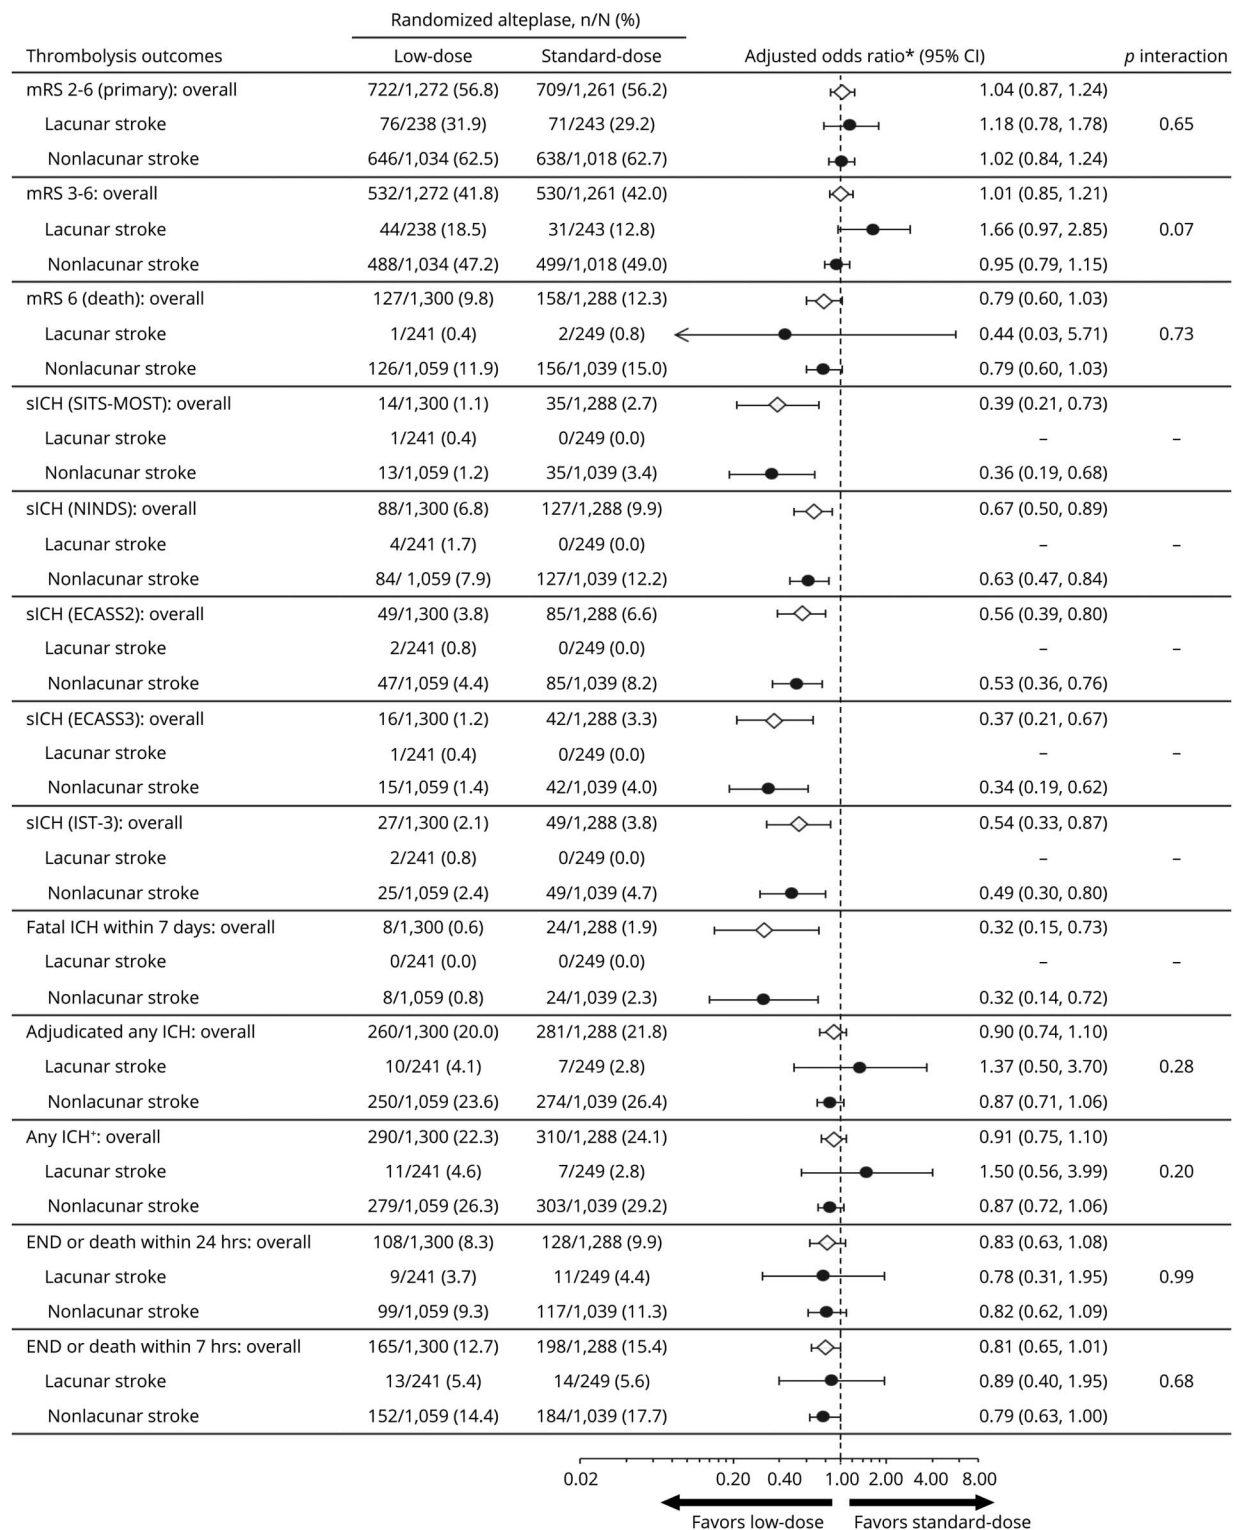 Randomized alteplase, n/N (%)
Thrombolysis outcomes Low-dose Standard-dose Adjusted odds ratio* (95% CI) p interaction
mRS 2-6 (primary): overall 722/1,272 (56.8) 709/1,261 (56.2) 1.04 (0.87, 1.24)
Lacunar stroke 76/238 (31.9) 71/243 (29.2) 1.18 (0.78, 1.78) 0.65
Nonlacunar stroke 646/1,034 (62.5) 638/1,018 (62.7) 1.02 (0.84, 1.24)
mRS 3-6: overall 532/1,272 (41.8) 530/1,261 (42.0) 1.01 (0.85, 1.21)
Lacunar stroke 44/238 (18.5) 31/243 (12.8) 1.66 (0.97, 2.85) 0.07
Nonlacunar stroke 488/1,034 (47.2) 499/1,018 (49.0) 0.95 (0.79, 1.15)
mRS 6 (death): overall 127/1,300 (9.8) 158/1,288 (12.3) 0.79 (0.60, 1.03)
Lacunar stroke 1/241 (0.4) 2/249 (0.8) 0.44 (0.03, 5.71) 0.73
Nonlacunar stroke 126/1,059 (11.9) 156/1,039 (15.0) 0.79 (0.60, 1.03)
sICH (SITS-MOST): overall 14/1,300 (1.1) 35/1,288 (2.7) 0.39 (0.21, 0.73)
Lacunar stroke 1/241 (0.4) 0/249 (0.0) – –
Nonlacunar stroke 13/1,059 (1.2) 35/1,039 (3.4) 0.36 (0.19, 0.68)
sICH (NINDS): overall 88/1,300 (6.8) 127/1,288 (9.9) 0.67 (0.50, 0.89)
Lacunar stroke 4/241 (1.7) 0/249 (0.0) – –
Nonlacunar stroke 84/ 1,059 (7.9) 127/1,039 (12.2) 0.63 (0.47, 0.84)
sICH (ECASS2): overall 49/1,300 (3.8) 85/1,288 (6.6) 0.56 (0.39, 0.80)
Lacunar stroke 2/241 (0.8) 0/249 (0.0) – –
Nonlacunar stroke 47/1,059 (4.4) 85/1,039 (8.2) 0.53 (0.36, 0.76)
sICH (ECASS3): overall 16/1,300 (1.2) 42/1,288 (3.3) 0.37 (0.21, 0.67)
Lacunar stroke 1/241 (0.4) 0/249 (0.0) – –
Nonlacunar stroke 15/1,059 (1.4) 42/1,039 (4.0) 0.34 (0.19, 0.62)
sICH (IST-3): overall 27/1,300 (2.1) 49/1,288 (3.8) 0.54 (0.33, 0.87)
Lacunar stroke 2/241 (0.8) 0/249 (0.0) – –
Nonlacunar stroke 25/1,059 (2.4) 49/1,039 (4.7) 0.49 (0.30, 0.80)
Fatal ICH within 7 days: overall 8/1,300 (0.6) 24/1,288 (1.9) 0.32 (0.15, 0.73)
Lacunar stroke 0/241 (0.0) 0/249 (0.0) – –
Nonlacunar stroke 8/1,059 (0.8) 24/1,039 (2.3) 0.32 (0.14, 0.72)
Adjudicated any ICH: overall 260/1,300 (20.0) 281/1,288 (21.8) 0.90 (0.74, 1.10)
Lacunar stroke 10/241 (4.1) 7/249 (2.8) 1.37 (0.50, 3.70) 0.28
Nonlacunar stroke 250/1,059 (23.6) 274/1,039 (26.4) 0.87 (0.71, 1.06)
Any ICH⁺: overall 290/1,300 (22.3) 310/1,288 (24.1) 0.91 (0.75, 1.10)
Lacunar stroke 11/241 (4.6) 7/249 (2.8) 1.50 (0.56, 3.99) 0.20
Nonlacunar stroke 279/1,059 (26.3) 303/1,039 (29.2) 0.87 (0.72, 1.06)
END or death within 24 hrs: overall 108/1,300 (8.3) 128/1,288 (9.9) 0.83 (0.63, 1.08)
Lacunar stroke 9/241 (3.7) 11/249 (4.4) 0.78 (0.31, 1.95) 0.99
Nonlacunar stroke 99/1,059 (9.3) 117/1,039 (11.3) 0.82 (0.62, 1.09)
END or death within 7 hrs: overall 165/1,300 (12.7) 198/1,288 (15.4) 0.81 (0.65, 1.01)
Lacunar stroke 13/241 (5.4) 14/249 (5.6) 0.89 (0.40, 1.95) 0.68
Nonlacunar stroke 152/1,059 (14.4) 184/1,039 (17.7) 0.79 (0.63, 1.00)
0.02 0.20 0.40 1.00 2.00 4.00 8.00
Favors low-dose Favors standard-dose